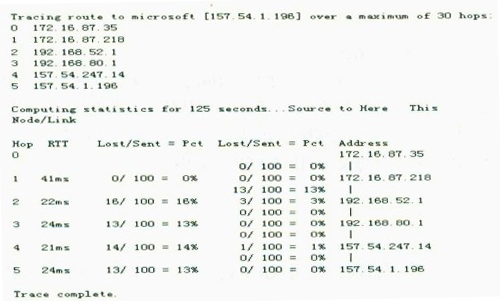 Tracing route to microsoft [157.54.1.196] over a maximum of 30 hops:
0 172.16.87.35
1 172.16.87.218
2 192.168.52.1
3 192.168.80.1
4 157.54.247.14
5 157.54.1.196
Computing statistics for 125 seconds...Source to Here This
Node/Link
Hop RTT Lost/Sent = Pct Lost/Sent = Pct Address
0 172.16.87.35
0/ 100 = 0% |
1 41ms 0/ 100 = 0% 0/ 100 = 0% 172.16.87.218
13/ 100 = 13% |
2 22ms 16/ 100 = 16% 3/ 100 = 3% 192.168.52.1
0/ 100 = 0% |
3 24ms 13/ 100 = 13% 0/ 100 = 0% 192.168.80.1
0/ 100 = 0% |
4 21ms 14/ 100 = 14% 1/ 100 = 1% 157.54.247.14
0/ 100 = 0% |
5 24ms 13/ 100 = 13% 0/ 100 = 0% 157.54.1.196
Trace complete.